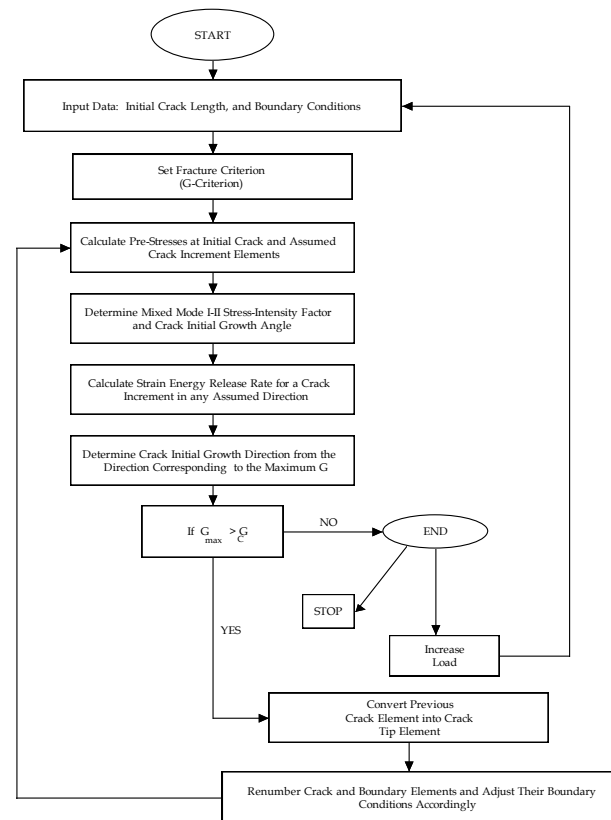 START
Input Data: Initial Crack Length, and Boundary Conditions
Set Fracture Criterion
(G-Criterion)
Calculate Pre-Stresses at Initial Crack and Assumed
Crack Increment Elements
Determine Mixed Mode I-II Stress-Intensity Factor
and Crack Initial Growth Angle
Calculate Strain Energy Release Rate for a Crack
Increment in any Assumed Direction
Determine Crack Initial Growth Direction from the
Direction Corresponding to the Maximum G
If G max > G C
NO
END
STOP
YES
Increase
Load
Convert Previous
Crack Element into Crack
Tip Element
Renumber Crack and Boundary Elements and Adjust Their Boundary
Conditions Accordingly